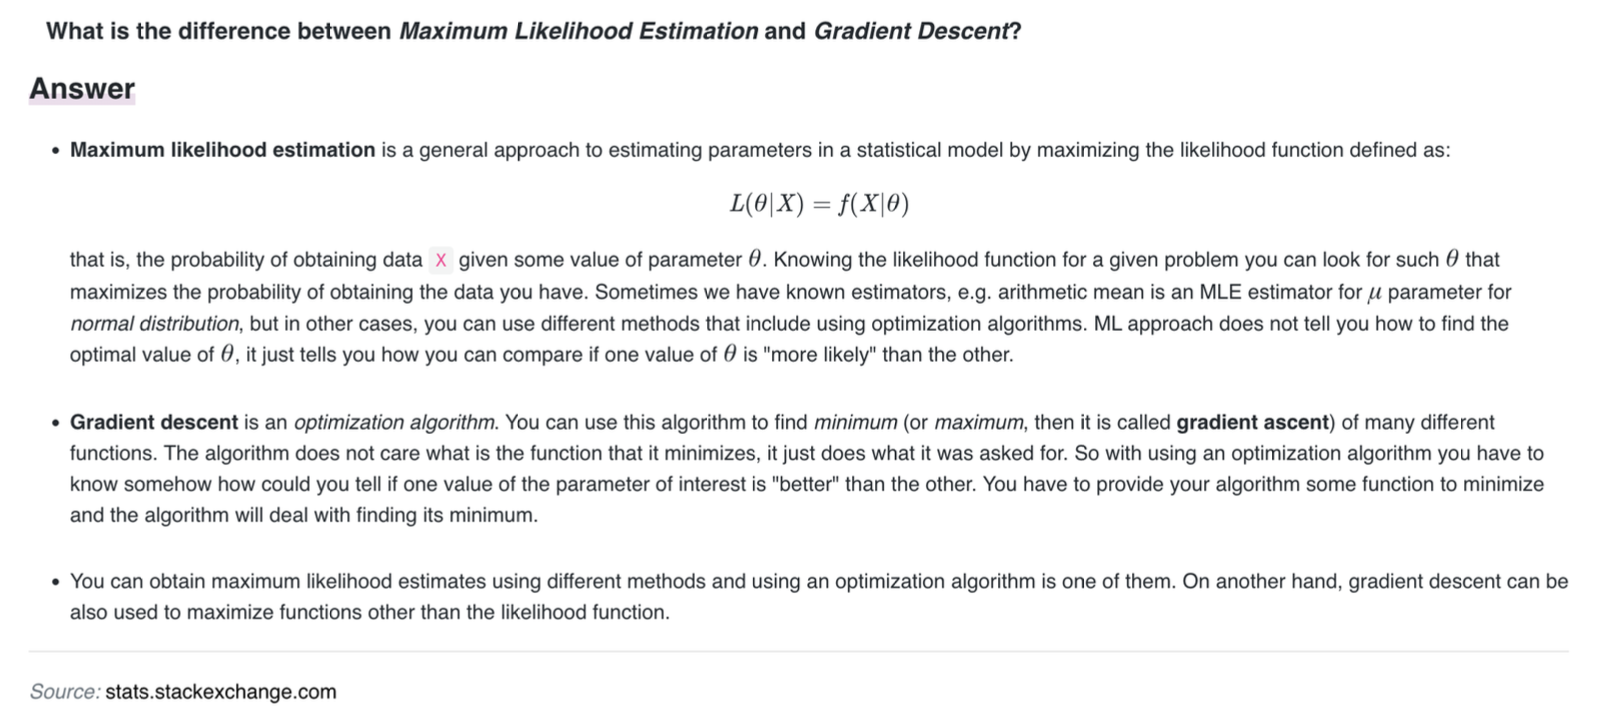 What is the difference between Maximum Likelihood Estimation and Gradient Descent?
Answer
• Maximum likelihood estimation is a general approach to estimating parameters in a statistical model by maximizing the likelihood function defined as:
L(θ|X) = f(X|θ)
that is, the probability of obtaining data X given some value of parameter θ. Knowing the likelihood function for a given problem you can look for such θ that
maximizes the probability of obtaining the data you have. Sometimes we have known estimators, e.g. arithmetic mean is an MLE estimator for μ parameter for
normal distribution, but in other cases, you can use different methods that include using optimization algorithms. ML approach does not tell you how to find the
optimal value of θ, it just tells you how you can compare if one value of θ is "more likely" than the other.
• Gradient descent is an optimization algorithm. You can use this algorithm to find minimum (or maximum, then it is called gradient ascent) of many different
functions. The algorithm does not care what is the function that it minimizes, it just does what it was asked for. So with using an optimization algorithm you have to
know somehow how could you tell if one value of the parameter of interest is "better" than the other. You have to provide your algorithm some function to minimize
and the algorithm will deal with finding its minimum.
• You can obtain maximum likelihood estimates using different methods and using an optimization algorithm is one of them. On another hand, gradient descent can be
also used to maximize functions other than the likelihood function.
Source: stats.stackexchange.com